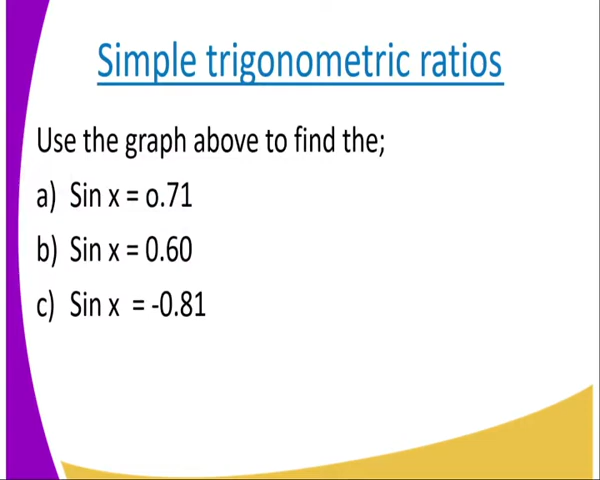 Simple trigonometric ratios
Use the graph above to find the;
a) Sin x = o.71
b) Sin x = 0.60
c) Sin x = -0.81